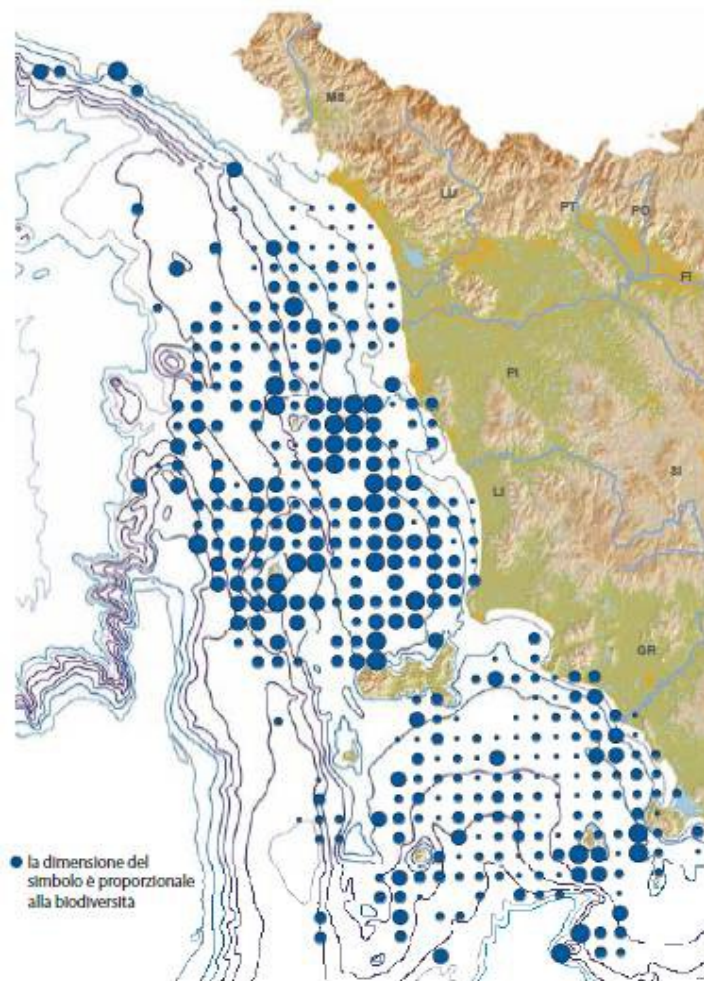 MS
LU
PT
PO
FI
PI
SI
LI
GR
la dimensione del
simbolo è proporzionale
alla biodiversità